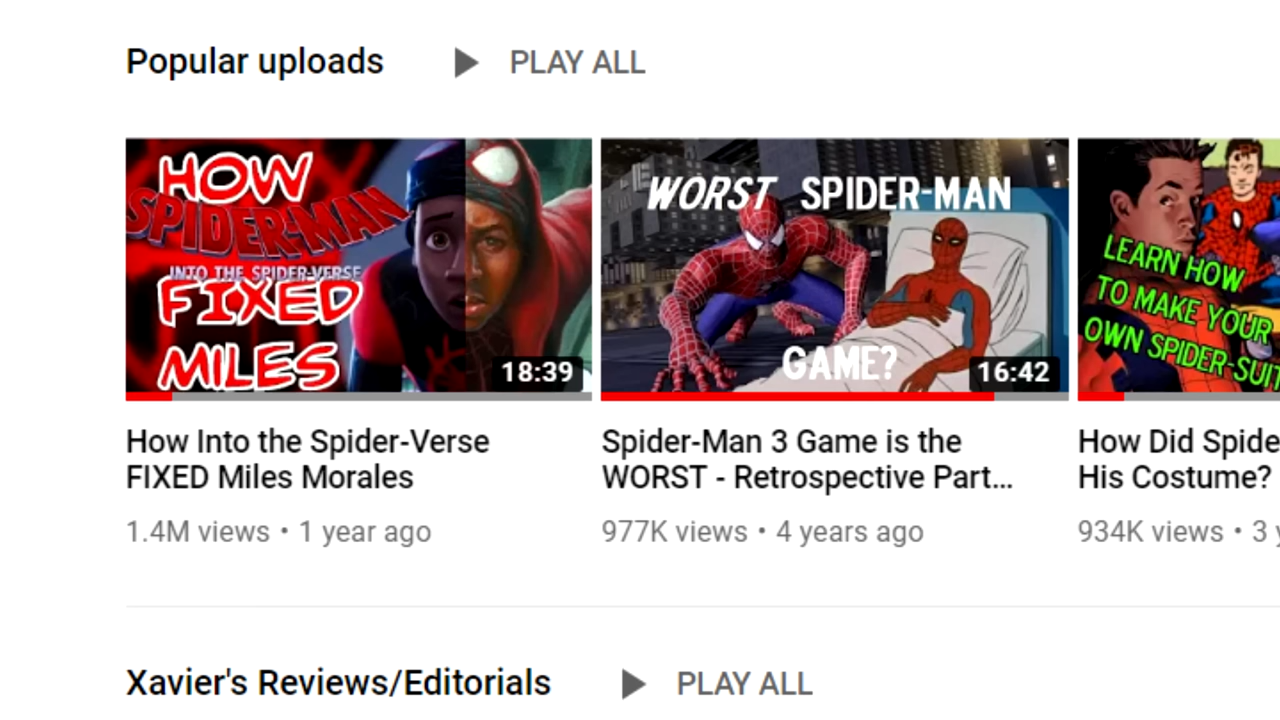 Popular uploads PLAY ALL
HOW
SPIDER-MAN
INTO THE SPIDER-VERSE
FIXED
MILES
18:39
WORST SPIDER-MAN
GAME?
16:42
LEARN HOW
TO MAKE YOUR
OWN SPIDER-SUIT
How Into the Spider-Verse
FIXED Miles Morales
1.4M views • 1 year ago
Spider-Man 3 Game is the
WORST - Retrospective Part...
977K views • 4 years ago
How Did Spide
His Costume?
934K views • 3 y
Xavier's Reviews/Editorials PLAY ALL